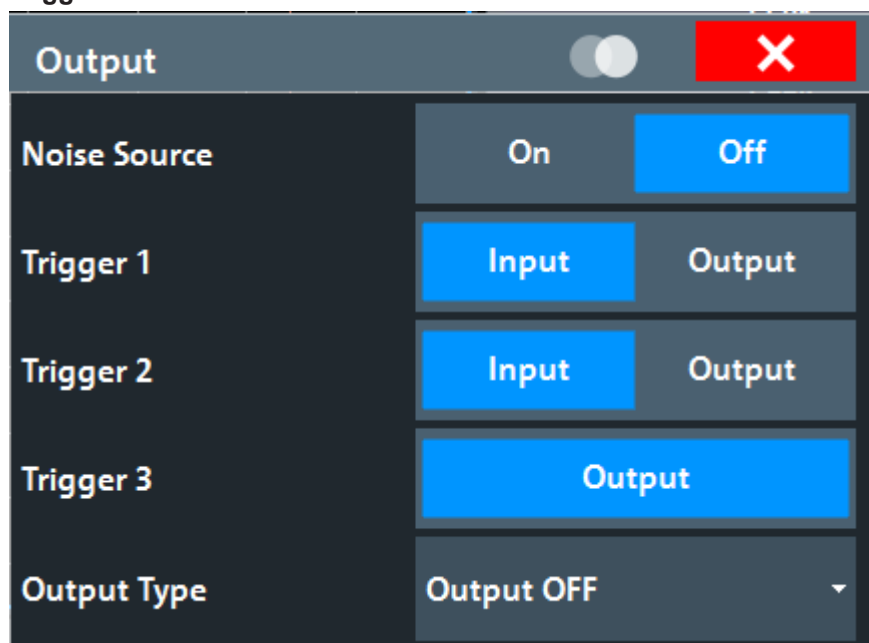 Output
Noise Source On Off
Trigger 1 Input Output
Trigger 2 Input Output
Trigger 3 Output
Output Type Output OFF